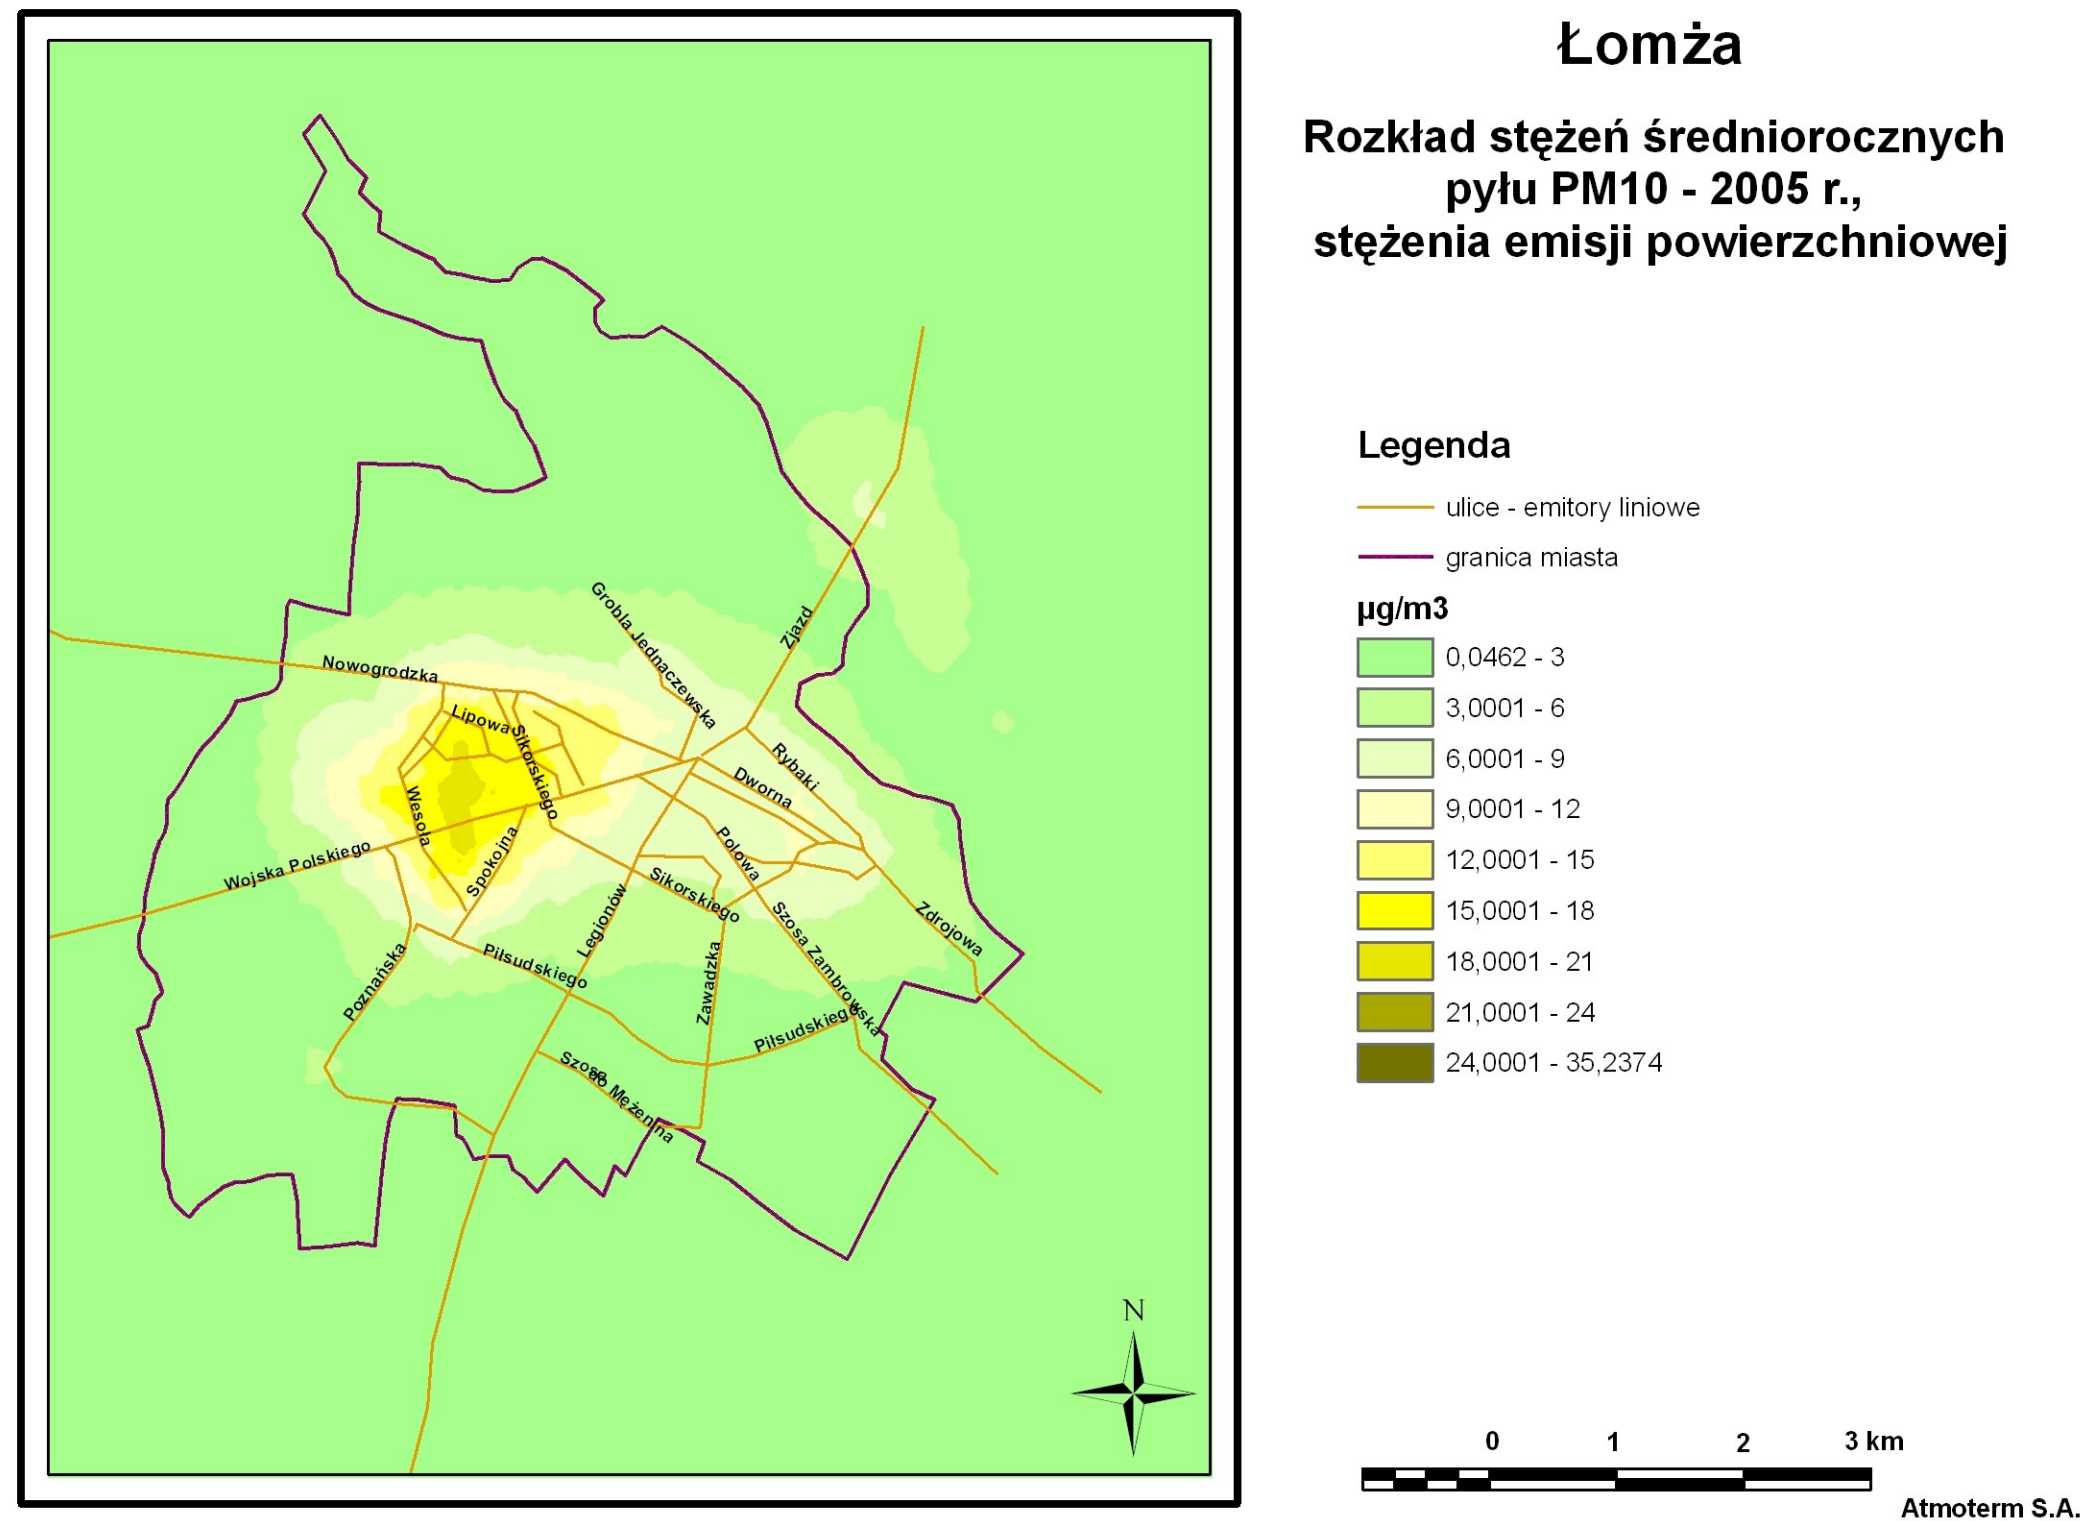 Łomża
Rozkład stężeń średniorocznych
pyłu PM10 - 2005 r.,
stężenia emisji powierzchniowej
Legenda
ulice - emitory liniowe
granica miasta
µg/m3
0,0462 - 3
3,0001 - 6
6,0001 - 9
9,0001 - 12
12,0001 - 15
15,0001 - 18
18,0001 - 21
21,0001 - 24
24,0001 - 35,2374
Grobla Jednaczewska
Zjazd
Nowogrodzka
Lipowa
Sikorskiego
Rybaki
Dworna
Wesoła
Wojska Polskiego
Spokojna
Polowa
Sikorskiego
Legionów
Szosa Zambrowska
Zdrojowa
Poznańska
Piłsudskiego
Zawadzka
Piłsudskiego
Szosa do Mężenina
N
0 1 2 3 km
Atmoterm S.A.